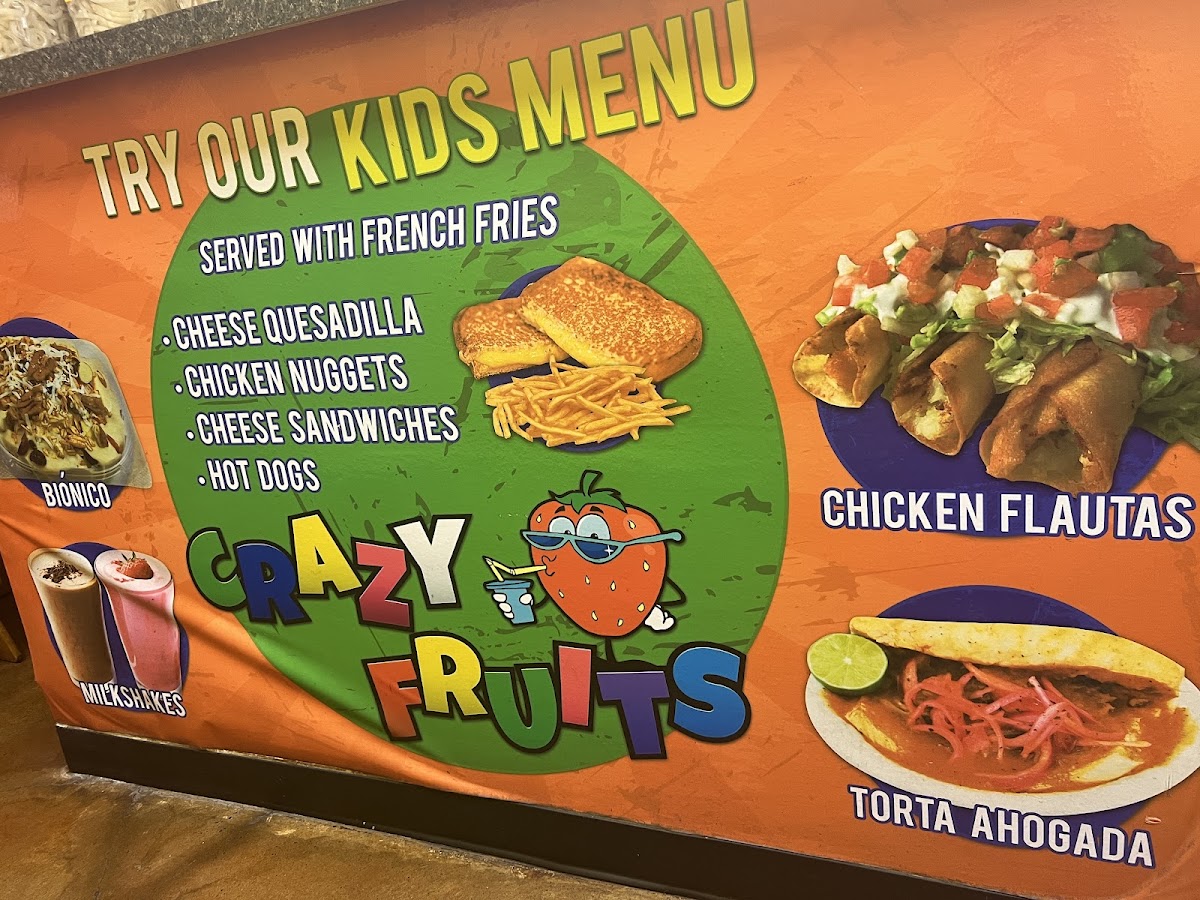 TRY OUR KIDS MENU
SERVED WITH FRENCH FRIES
· CHEESE QUESADILLA
· CHICKEN NUGGETS
· CHEESE SANDWICHES
· HOT DOGS
CRAZY
FRUITS
BIÓNICO
MILKSHAKES
CHICKEN FLAUTAS
TORTA AHOGADA